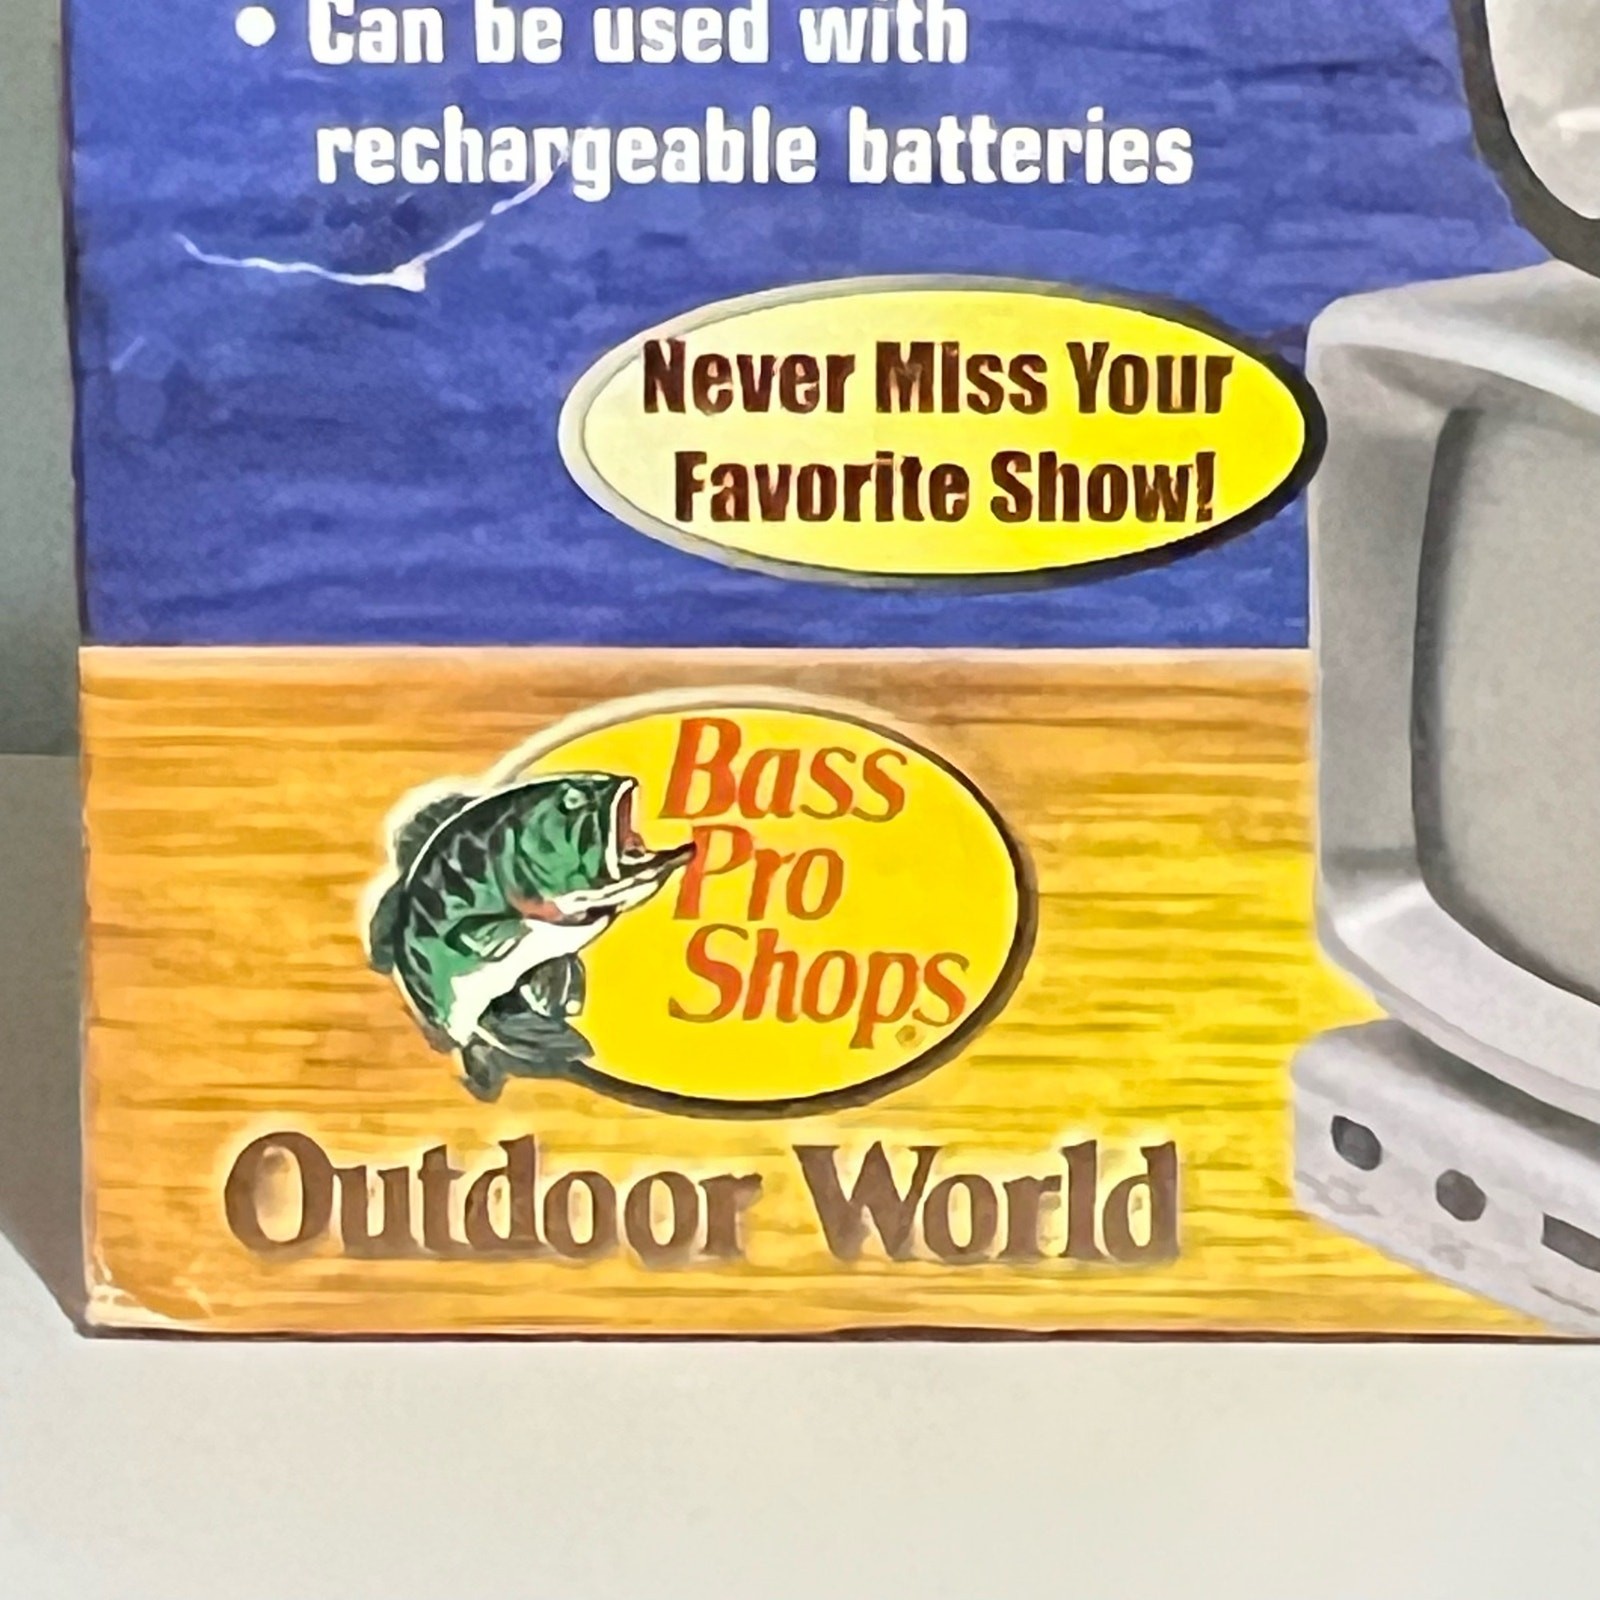 • Can be used with
rechargeable batteries
Never Miss Your
Favorite Show!
Bass
Pro
Shops
Outdoor World